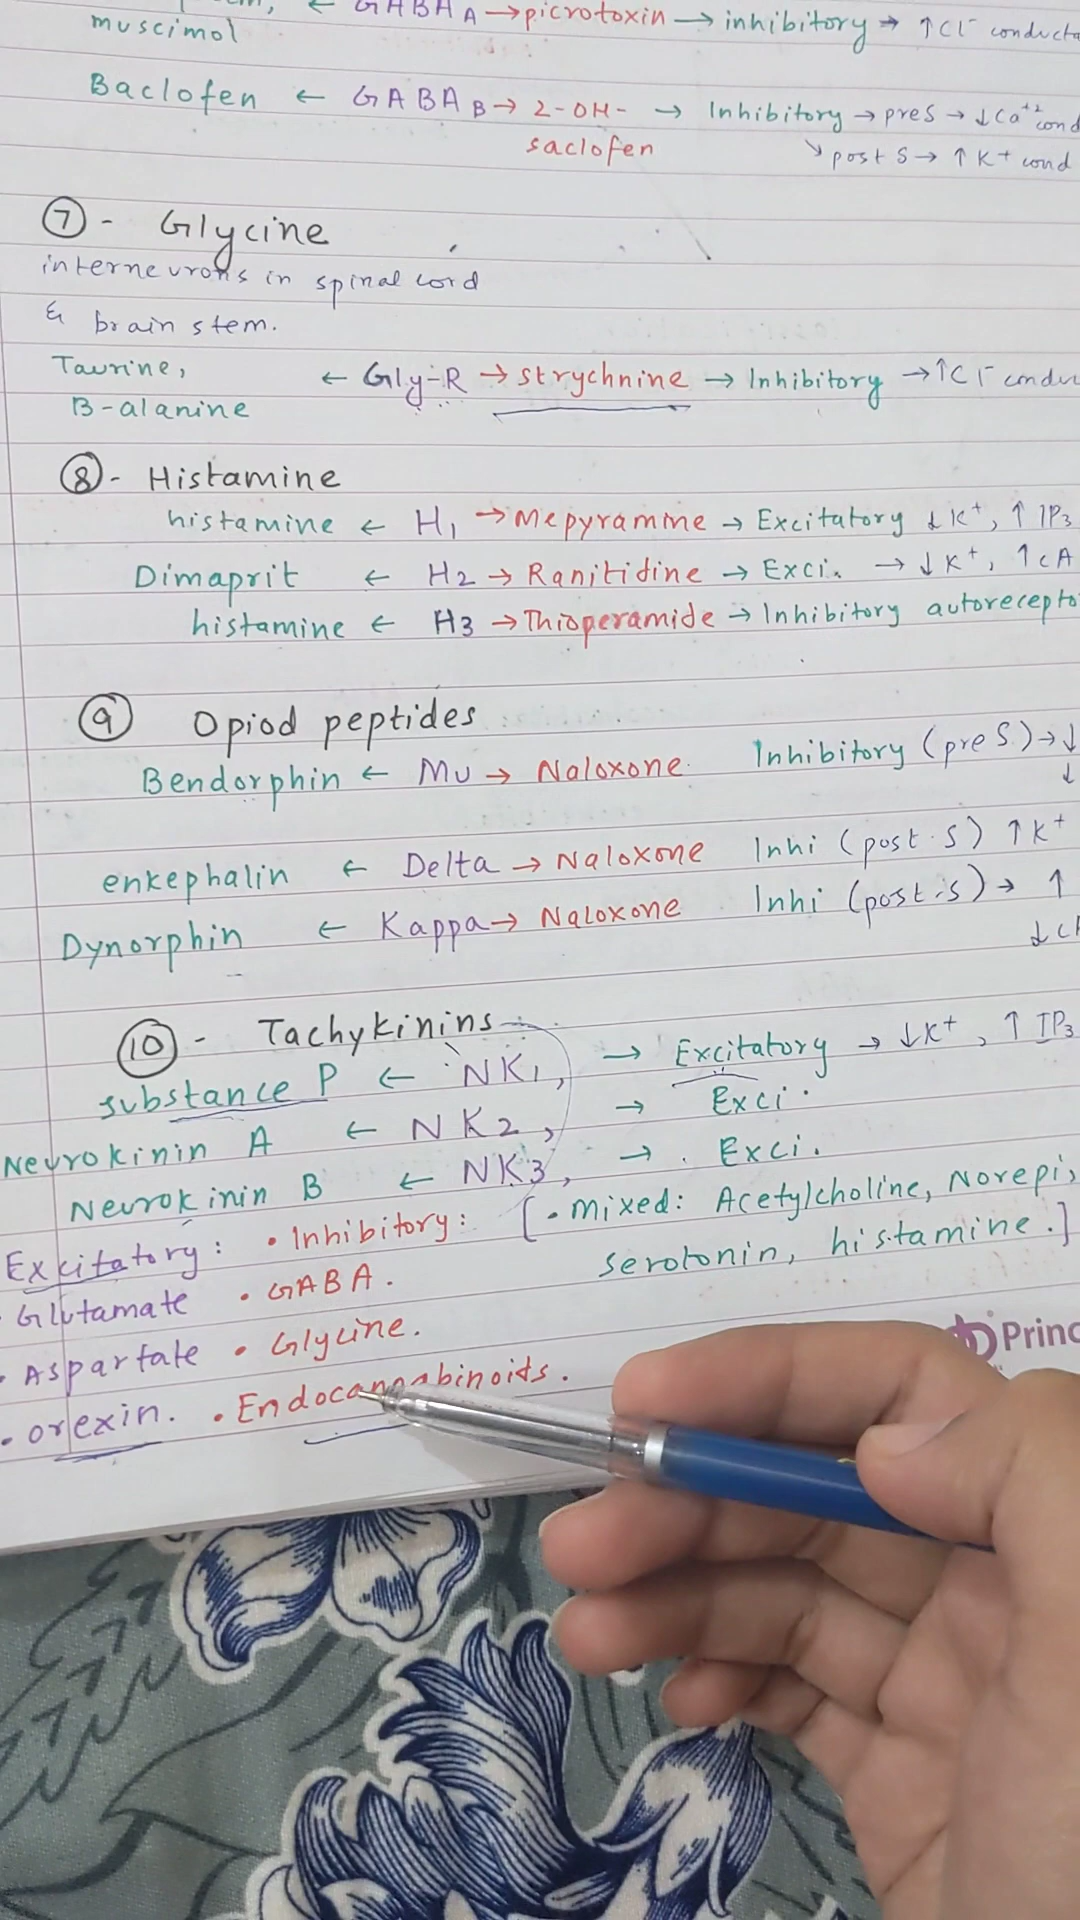 ← GABA A → picrotoxin → inhibitory → ↑Cl⁻ conducta
muscimol
Baclofen ← GABA B → 2-OH- → Inhibitory → pre S → ↓ Ca⁺² cond
saclofen ↘ post S → ↑ K⁺ cond
⑦ - Glycine
interneurons in spinal cord
& brain stem.
Taurine, ← Gly-R → strychnine → Inhibitory → ↑Cl⁻ condu
B-alanine
⑧ - Histamine
histamine ← H₁ → Mepyramine → Excitatory ↓ K⁺, ↑ IP₃
Dimaprit ← H2 → Ranitidine → Exci. → ↓ K⁺, ↑ cA
histamine ← H3 → Thioperamide → Inhibitory autorecepto
⑨ Opiod peptides
Bendorphin ← Mu → Naloxone Inhibitory (pre S.) → ↓
↓
enkephalin ← Delta → Naloxone Inhi (post.S) ↑ K⁺
Dynorphin ← Kappa → Naloxone Inhi (post.S) → ↑
↓
⑩ - Tachykinins
substance P ← NK₁, → Excitatory → ↓ K⁺, ↑ IP₃
Neurokinin A ← NK2, → Exci.
Neurokinin B ← NK3, → Exci.
Excitatory: • Inhibitory: [ • mixed: Acetylcholine, Norepi,
Glutamate • GABA. serotonin, histamine.]
• Aspartate • Glycine.
• orexin. • Endocannabinoids.
Princ